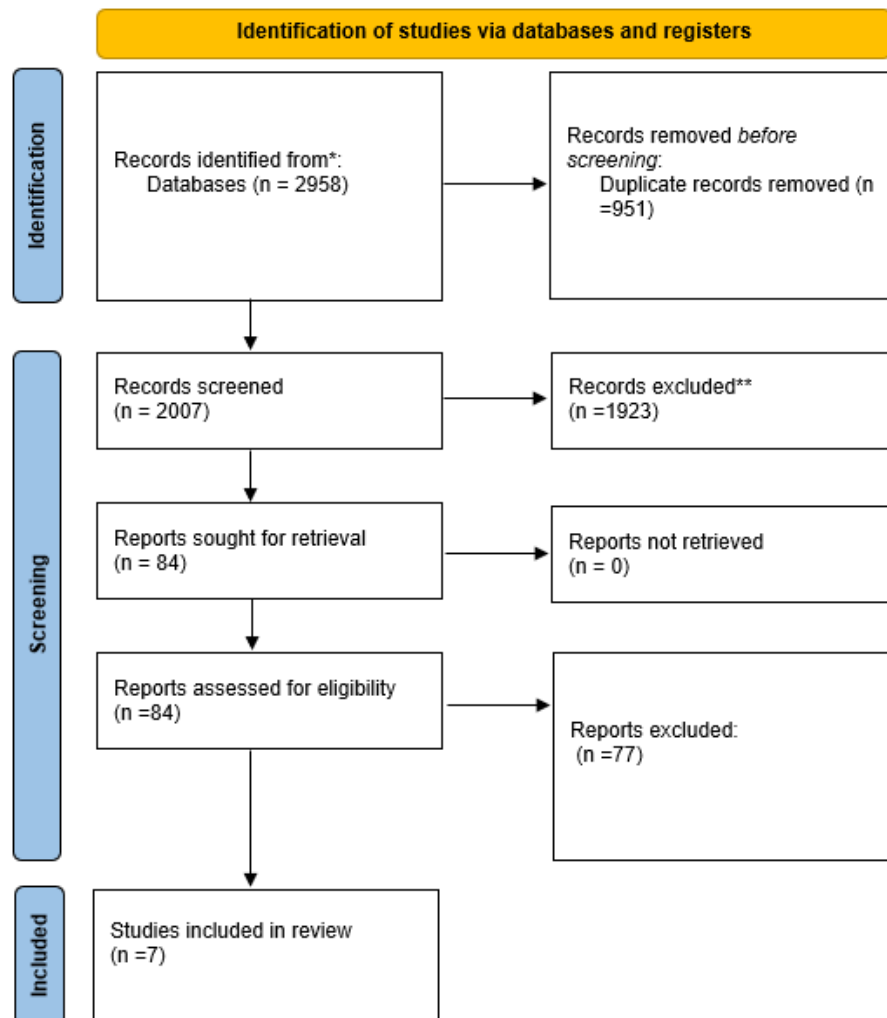 Identification of studies via databases and registers
Identification
Records identified from*:
Databases (n = 2958)
Records removed before
screening:
Duplicate records removed (n
=951)
Screening
Records screened
(n = 2007)
Records excluded**
(n =1923)
Reports sought for retrieval
(n = 84)
Reports not retrieved
(n = 0)
Reports assessed for eligibility
(n =84)
Reports excluded:
(n =77)
Included
Studies included in review
(n =7)